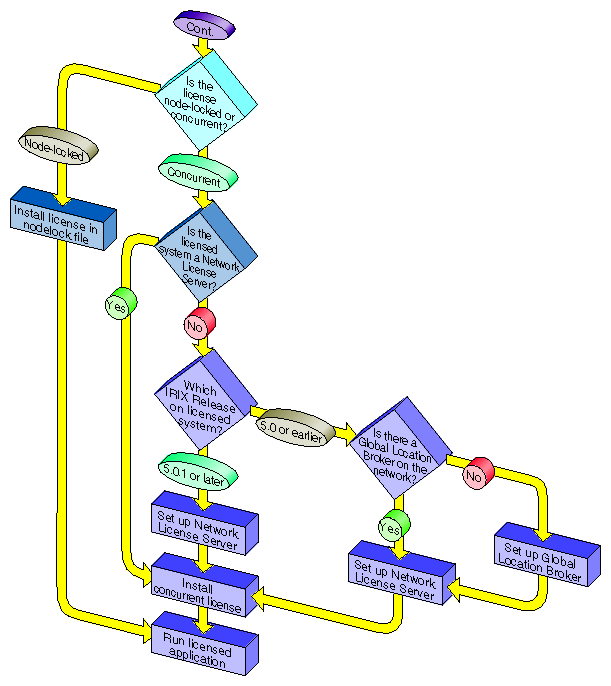 Cont.
Is the
license
node-locked or
concurrent?
Node-locked
Concurrent
Install license in
nodelock file
Is the
licensed
system a Network
License
Server?
Yes
No
Which
IRIX Release
on licensed
system?
5.0 or earlier
Is there a
Global Location
Broker on the
network?
No
5.0.1 or later
Yes
Set up Network
License Server
Set up Global
Location Broker
Set up Network
License Server
Install
concurrent license
Run licensed
application